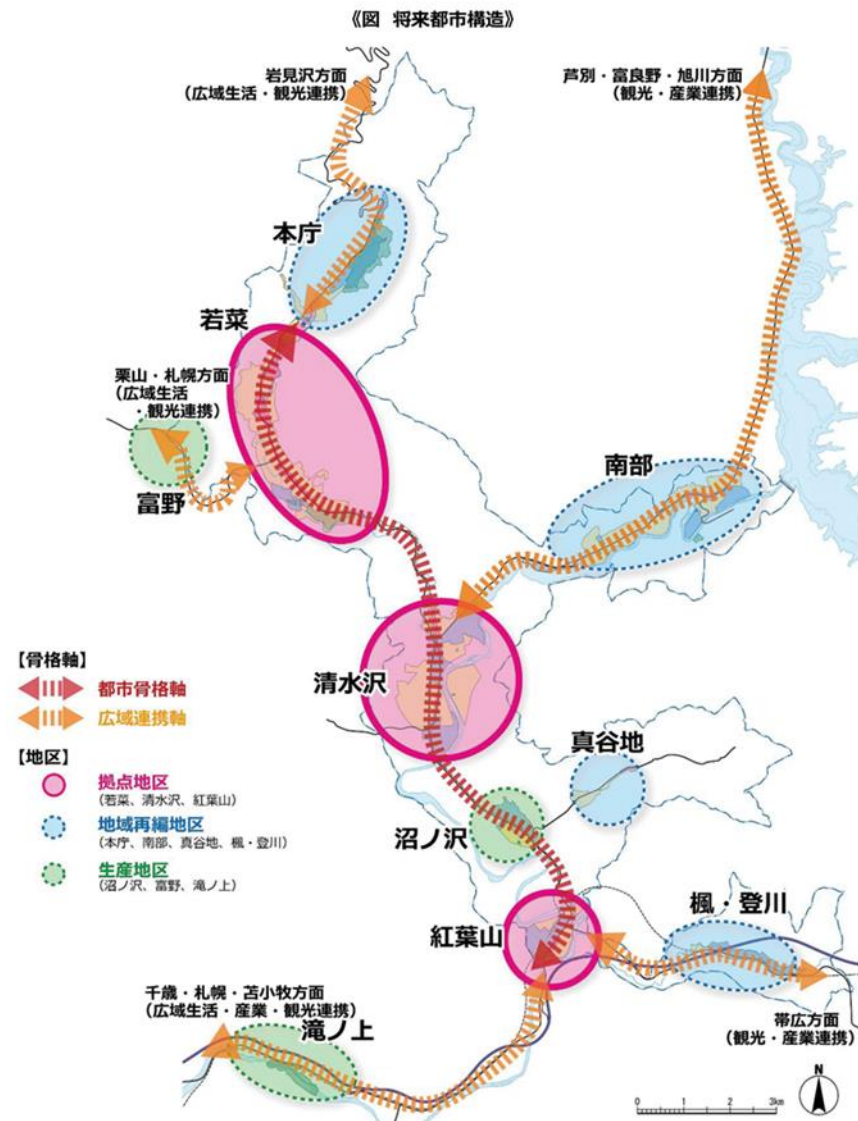 《図 将来都市構造》
岩見沢方面
(広域生活・観光連携)
芦別・富良野・旭川方面
(観光・産業連携)
本庁
若菜
栗山・札幌方面
(広域生活
・観光連携)
富野
南部
清水沢
【骨格軸】
都市骨格軸
広域連携軸
【地区】
拠点地区
(若菜、清水沢、紅葉山)
地域再編地区
(本庁、南部、真谷地、楓・登川)
生産地区
(沼ノ沢、富野、滝ノ上)
真谷地
沼ノ沢
紅葉山
楓・登川
千歳・札幌・苫小牧方面
(広域生活・産業・観光連携)
滝ノ上
帯広方面
(観光・産業連携)
N
0 1 2 3km